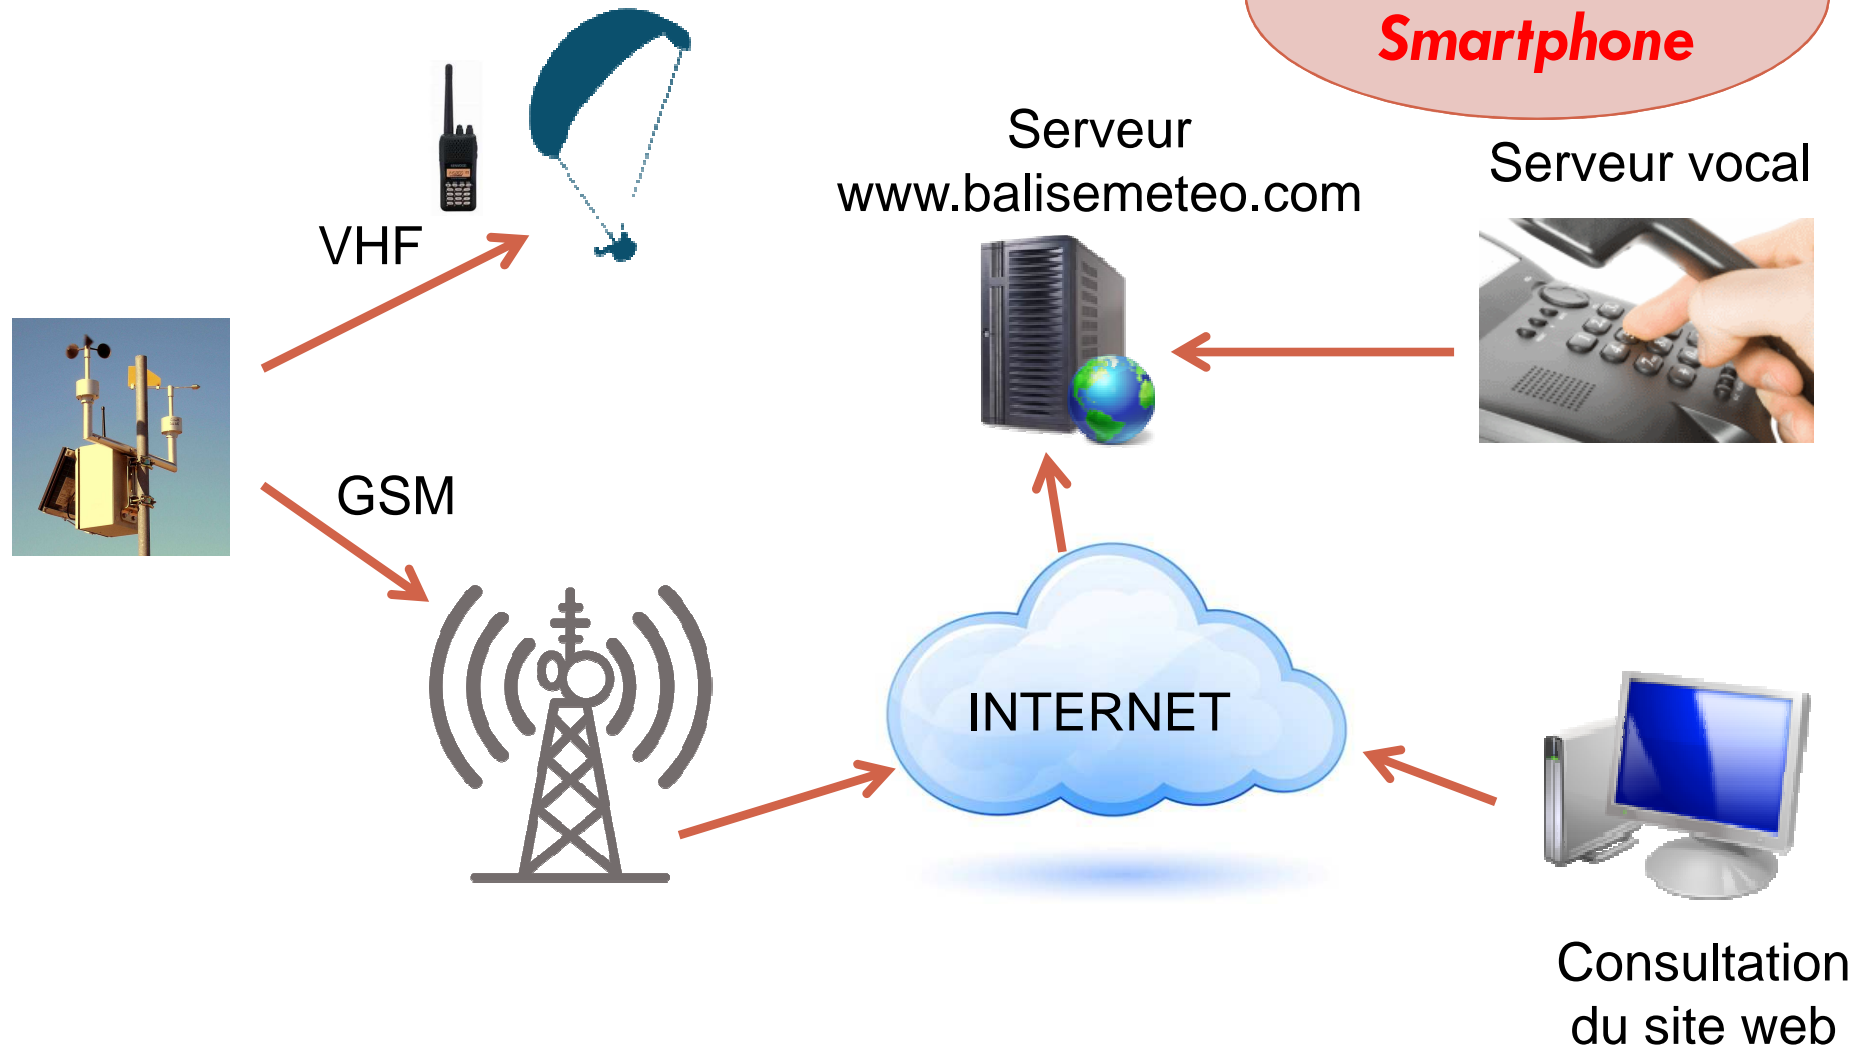 Smartphone
Serveur
www.balisemeteo.com
Serveur vocal
VHF
GSM
INTERNET
Consultation
du site web